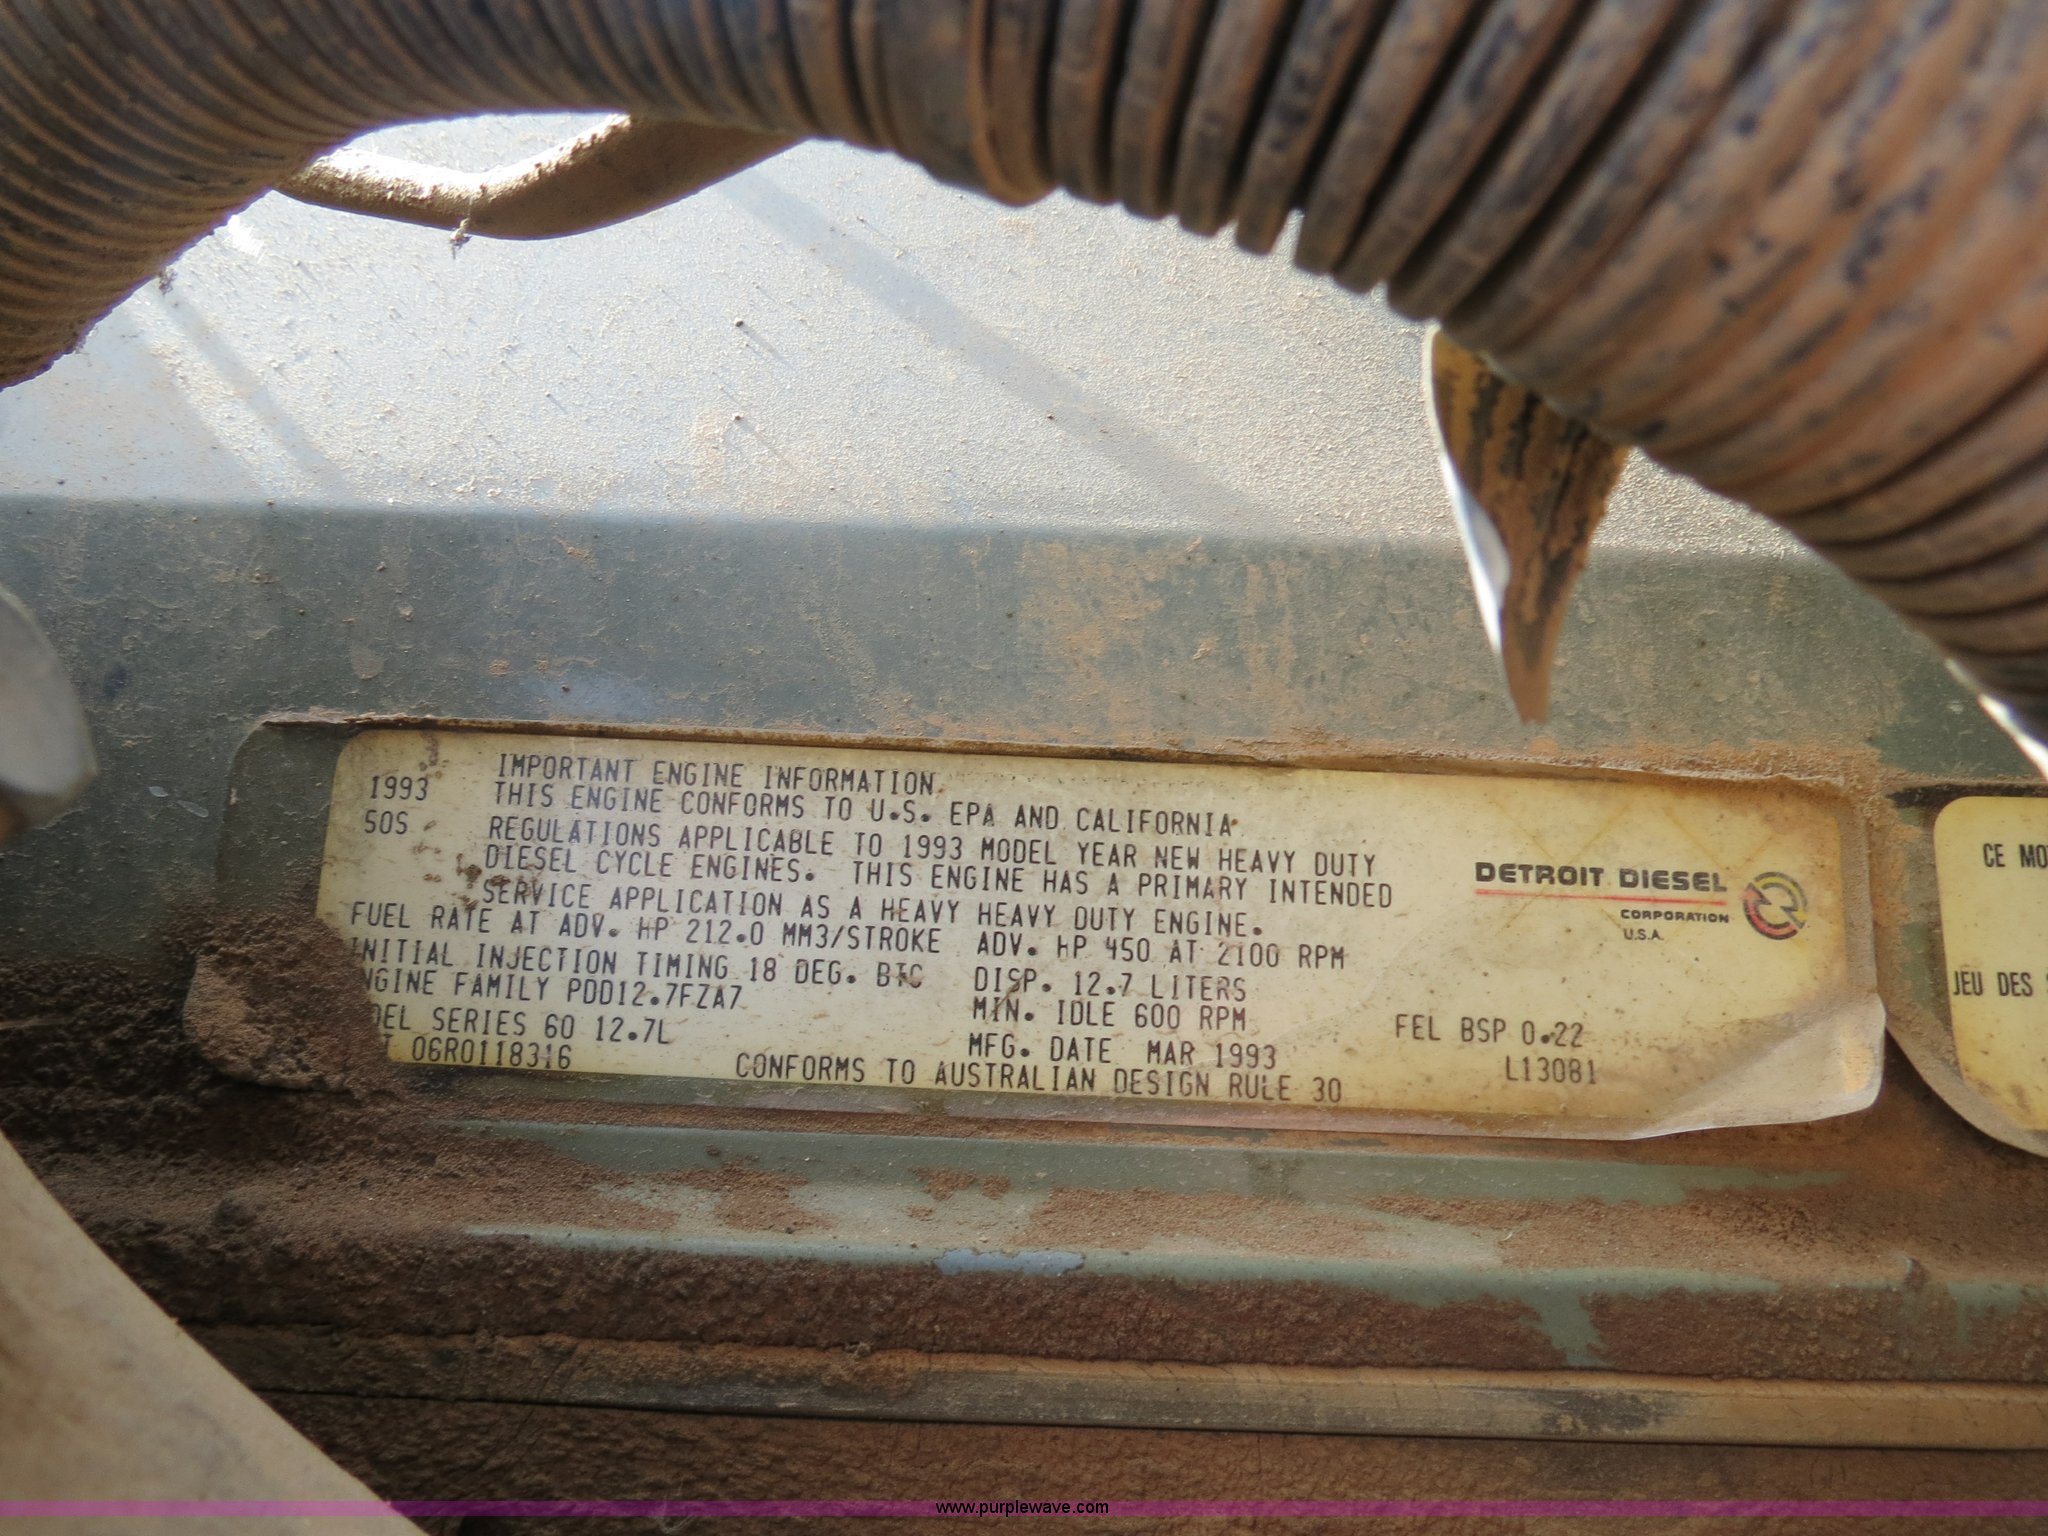 IMPORTANT ENGINE INFORMATION
1993 THIS ENGINE CONFORMS TO U.S. EPA AND CALIFORNIA
50S REGULATIONS APPLICABLE TO 1993 MODEL YEAR NEW HEAVY DUTY
DIESEL CYCLE ENGINES. THIS ENGINE HAS A PRIMARY INTENDED
SERVICE APPLICATION AS A HEAVY HEAVY DUTY ENGINE.
FUEL RATE AT ADV. HP 212.0 MM3/STROKE ADV. HP 450 AT 2100 RPM
INITIAL INJECTION TIMING 18 DEG. BTC DISP. 12.7 LITERS
NGINE FAMILY PDD12.7FZA7 MIN. IDLE 600 RPM FEL BSP 0.22
DEL SERIES 60 12.7L MFG. DATE MAR 1993 L13081
T 06R0118316 CONFORMS TO AUSTRALIAN DESIGN RULE 30
DETROIT DIESEL
CORPORATION
U.S.A.
CE MO
JEU DES
www.purplewave.com